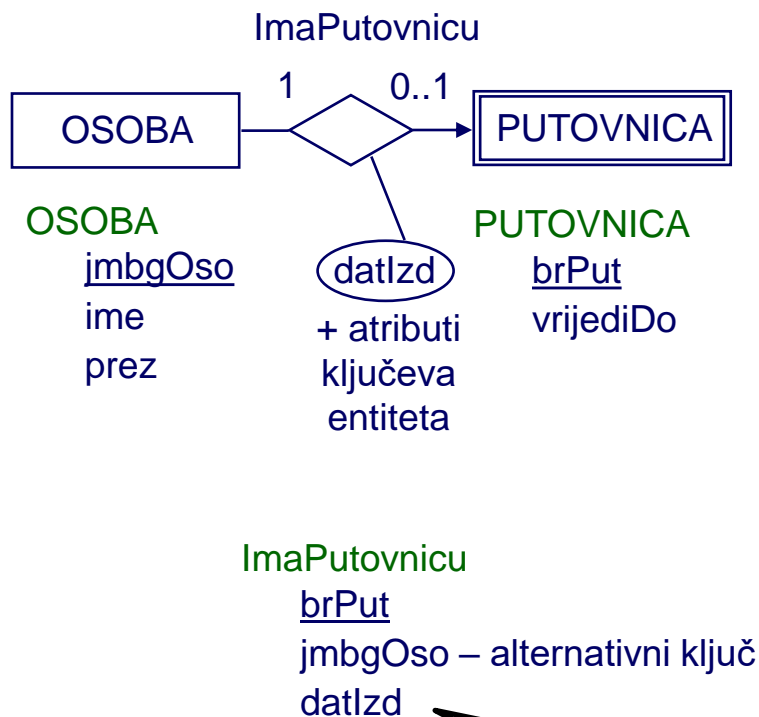 ImaPutovnicu
1 0..1
OSOBA PUTOVNICA
OSOBA
jmbgOso
ime
prez
datIzd
+ atributi
ključeva
entiteta
PUTOVNICA
brPut
vrijediDo
ImaPutovnicu
brPut
jmbgOso – alternativni ključ
datIzd